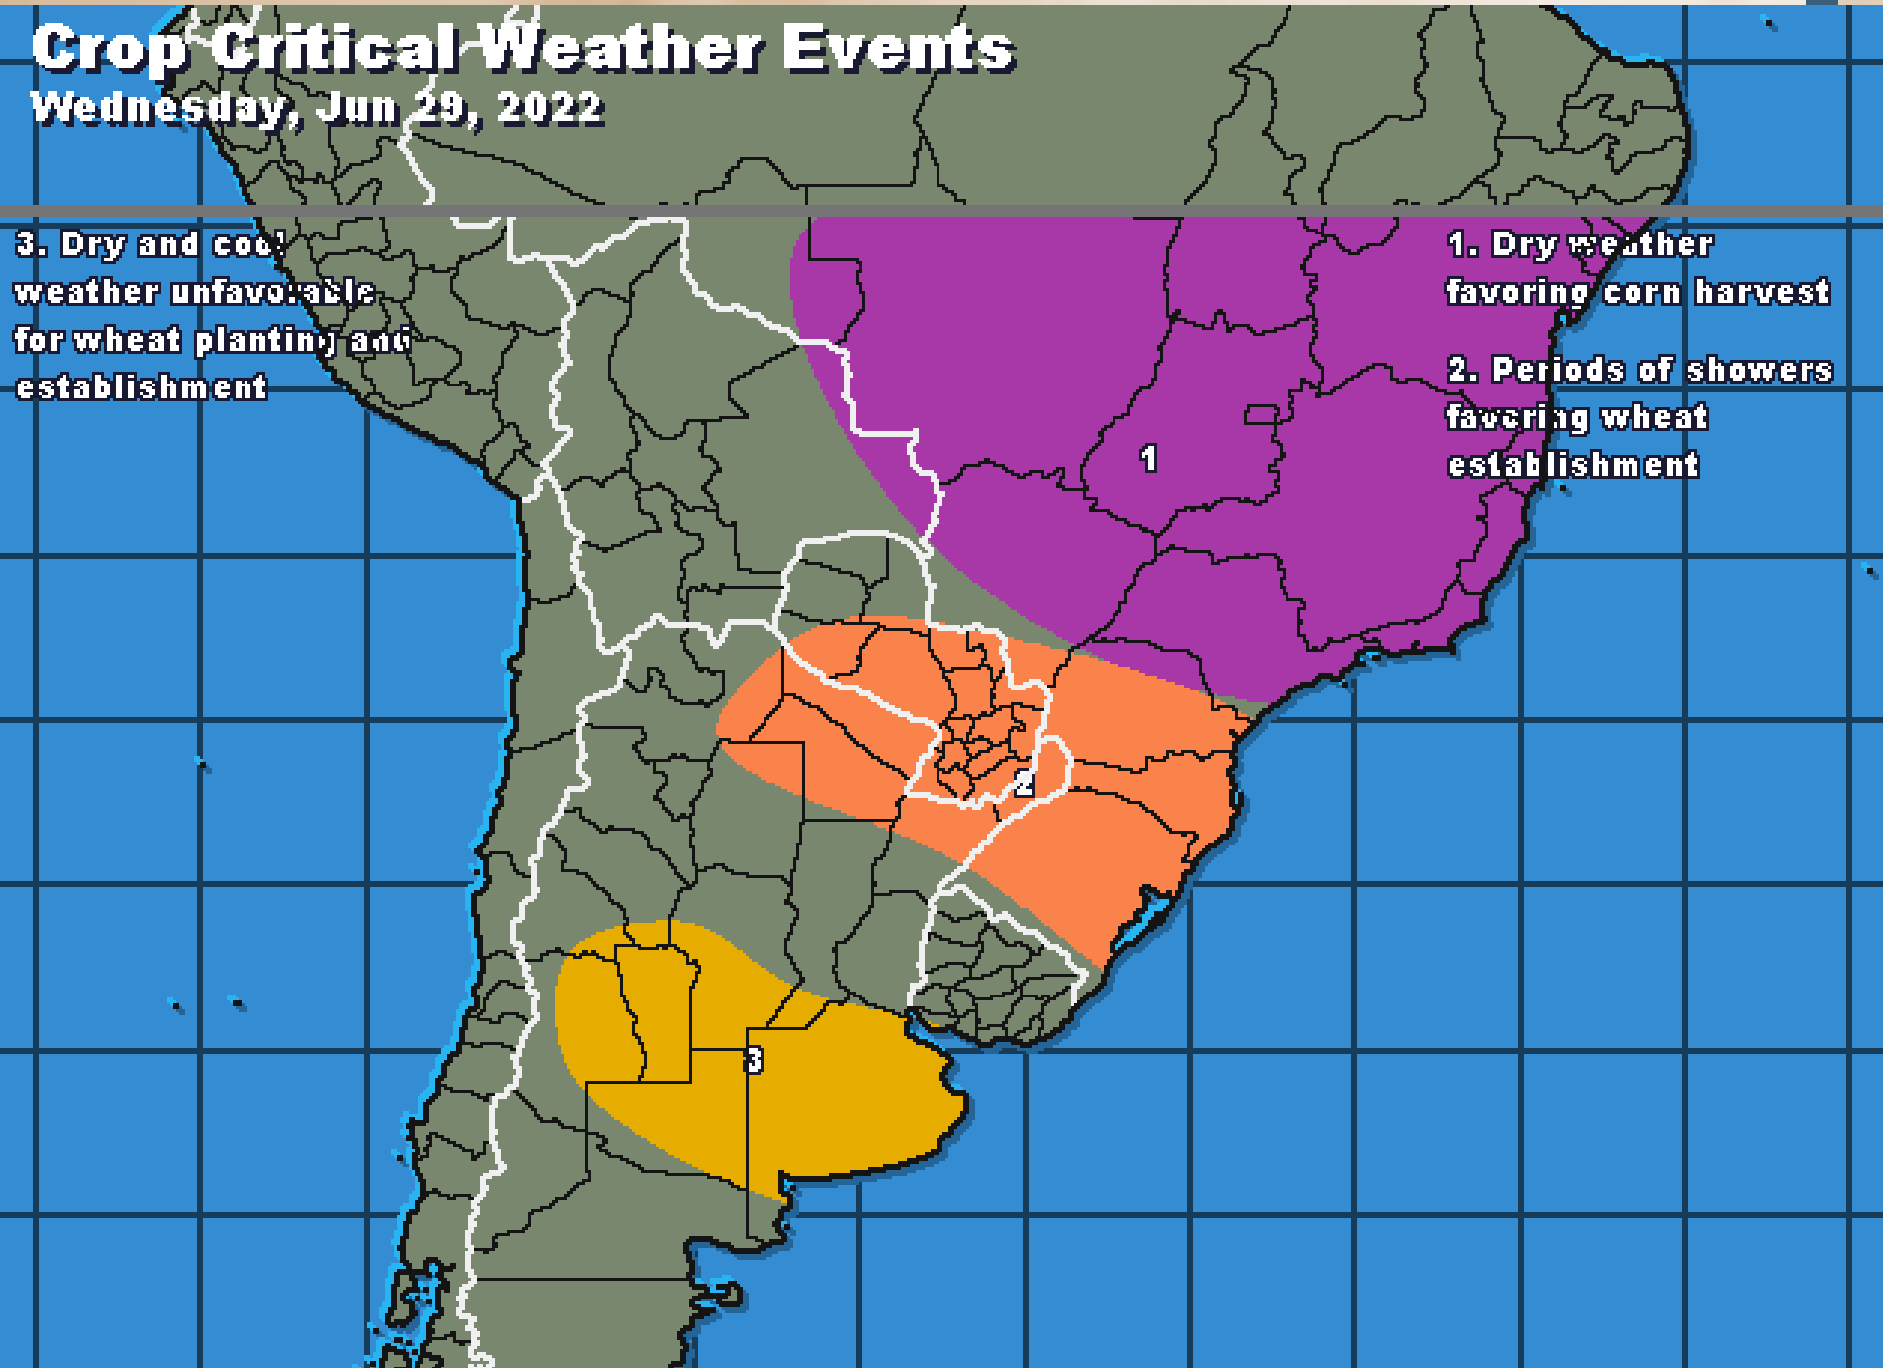 Crop Critical Weather Events
Wednesday, Jun 29, 2022
3. Dry and cool
weather unfavorable
for wheat planting and
establishment
1. Dry weather
favoring corn harvest
2. Periods of showers
favoring wheat
establishment
1
2
3